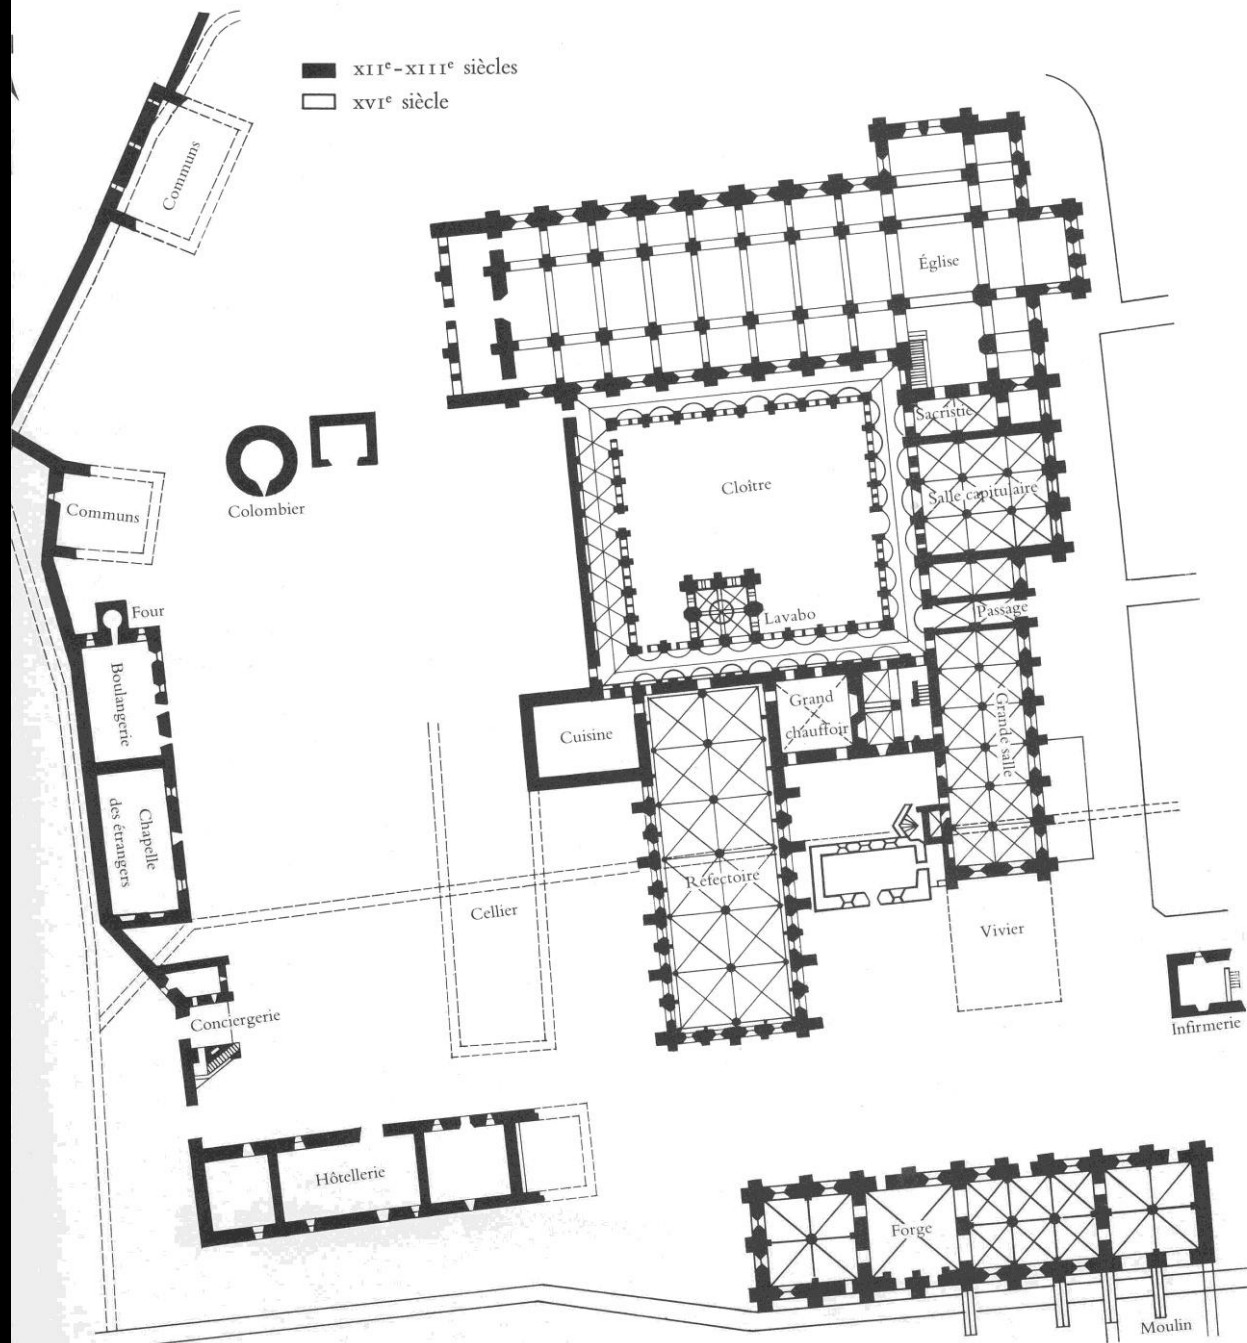 XIIe-XIIIe siècles
XVIe siècle
Communs
Église
Sacristie
Salle capitulaire
Cloître
Colombier
Communs
Four
Passage
Lavabo
Boulangerie
Grand
chauffoir
Grande salle
Cuisine
Chapelle
des étrangers
Réfectoire
Cellier
Vivier
Conciergerie
Infirmerie
Hôtellerie
Forge
Moulin